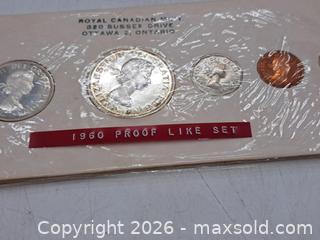 ROYAL CANADIAN MINT
320 SUSSEX DRIVE
OTTAWA 2, ONTARIO
1960 PROOF LIKE SET
Copyright 2026 - maxsold.com